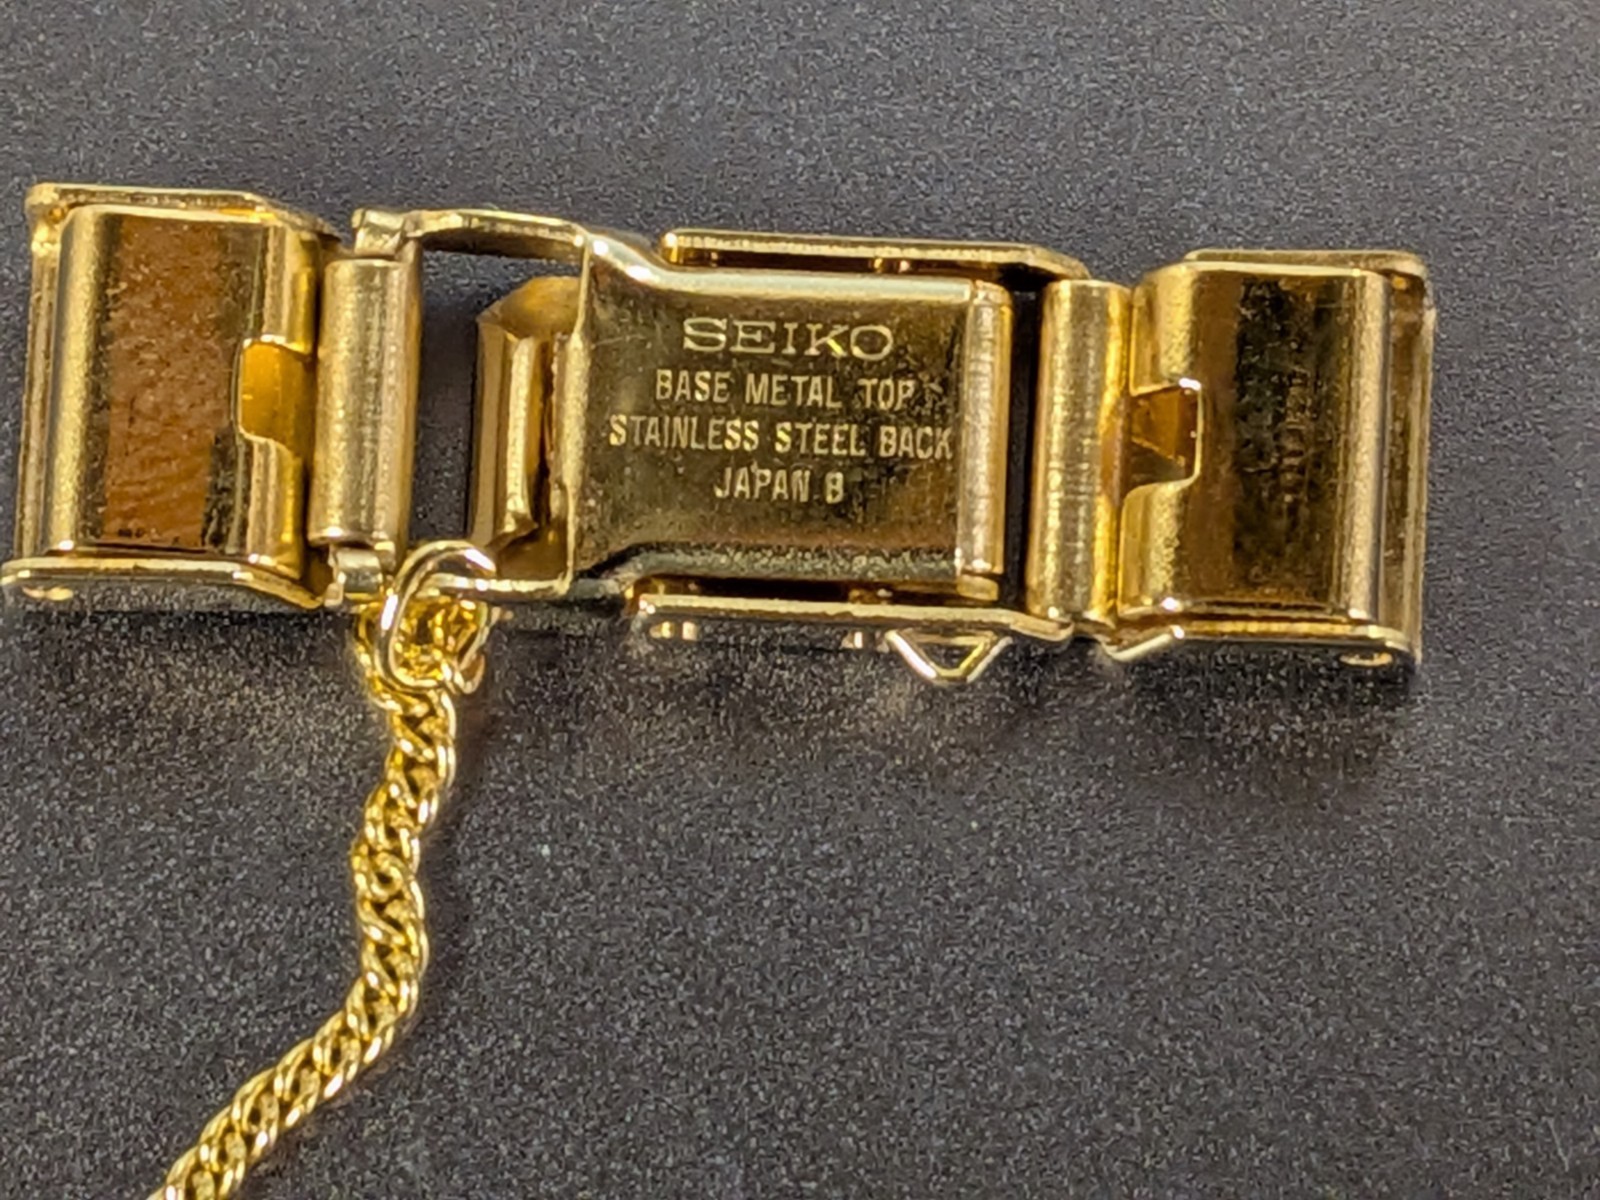 SEIKO
BASE METAL TOP
STAINLESS STEEL BACK
JAPAN B